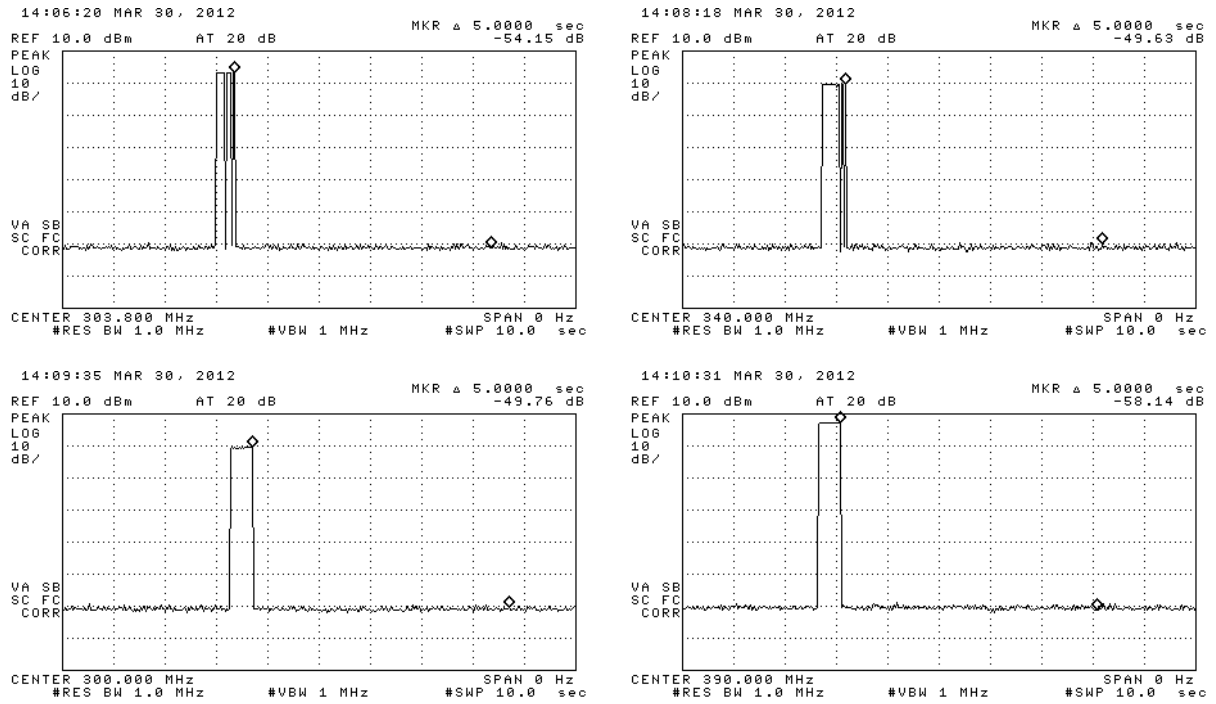 14:06:20 MAR 30, 2012
MKR Δ 5.0000 sec
REF 10.0 dBm AT 20 dB -54.15 dB
PEAK
LOG
10
dB/
VA SB
SC FC
CORR
CENTER 303.800 MHz SPAN 0 Hz
#RES BW 1.0 MHz #VBW 1 MHz #SWP 10.0 sec
14:08:18 MAR 30, 2012
MKR Δ 5.0000 sec
REF 10.0 dBm AT 20 dB -49.63 dB
PEAK
LOG
10
dB/
VA SB
SC FC
CORR
CENTER 340.000 MHz SPAN 0 Hz
#RES BW 1.0 MHz #VBW 1 MHz #SWP 10.0 sec
14:09:35 MAR 30, 2012
MKR Δ 5.0000 sec
REF 10.0 dBm AT 20 dB -49.76 dB
PEAK
LOG
10
dB/
VA SB
SC FC
CORR
CENTER 300.000 MHz SPAN 0 Hz
#RES BW 1.0 MHz #VBW 1 MHz #SWP 10.0 sec
14:10:31 MAR 30, 2012
MKR Δ 5.0000 sec
REF 10.0 dBm AT 20 dB -58.14 dB
PEAK
LOG
10
dB/
VA SB
SC FC
CORR
CENTER 390.000 MHz SPAN 0 Hz
#RES BW 1.0 MHz #VBW 1 MHz #SWP 10.0 sec